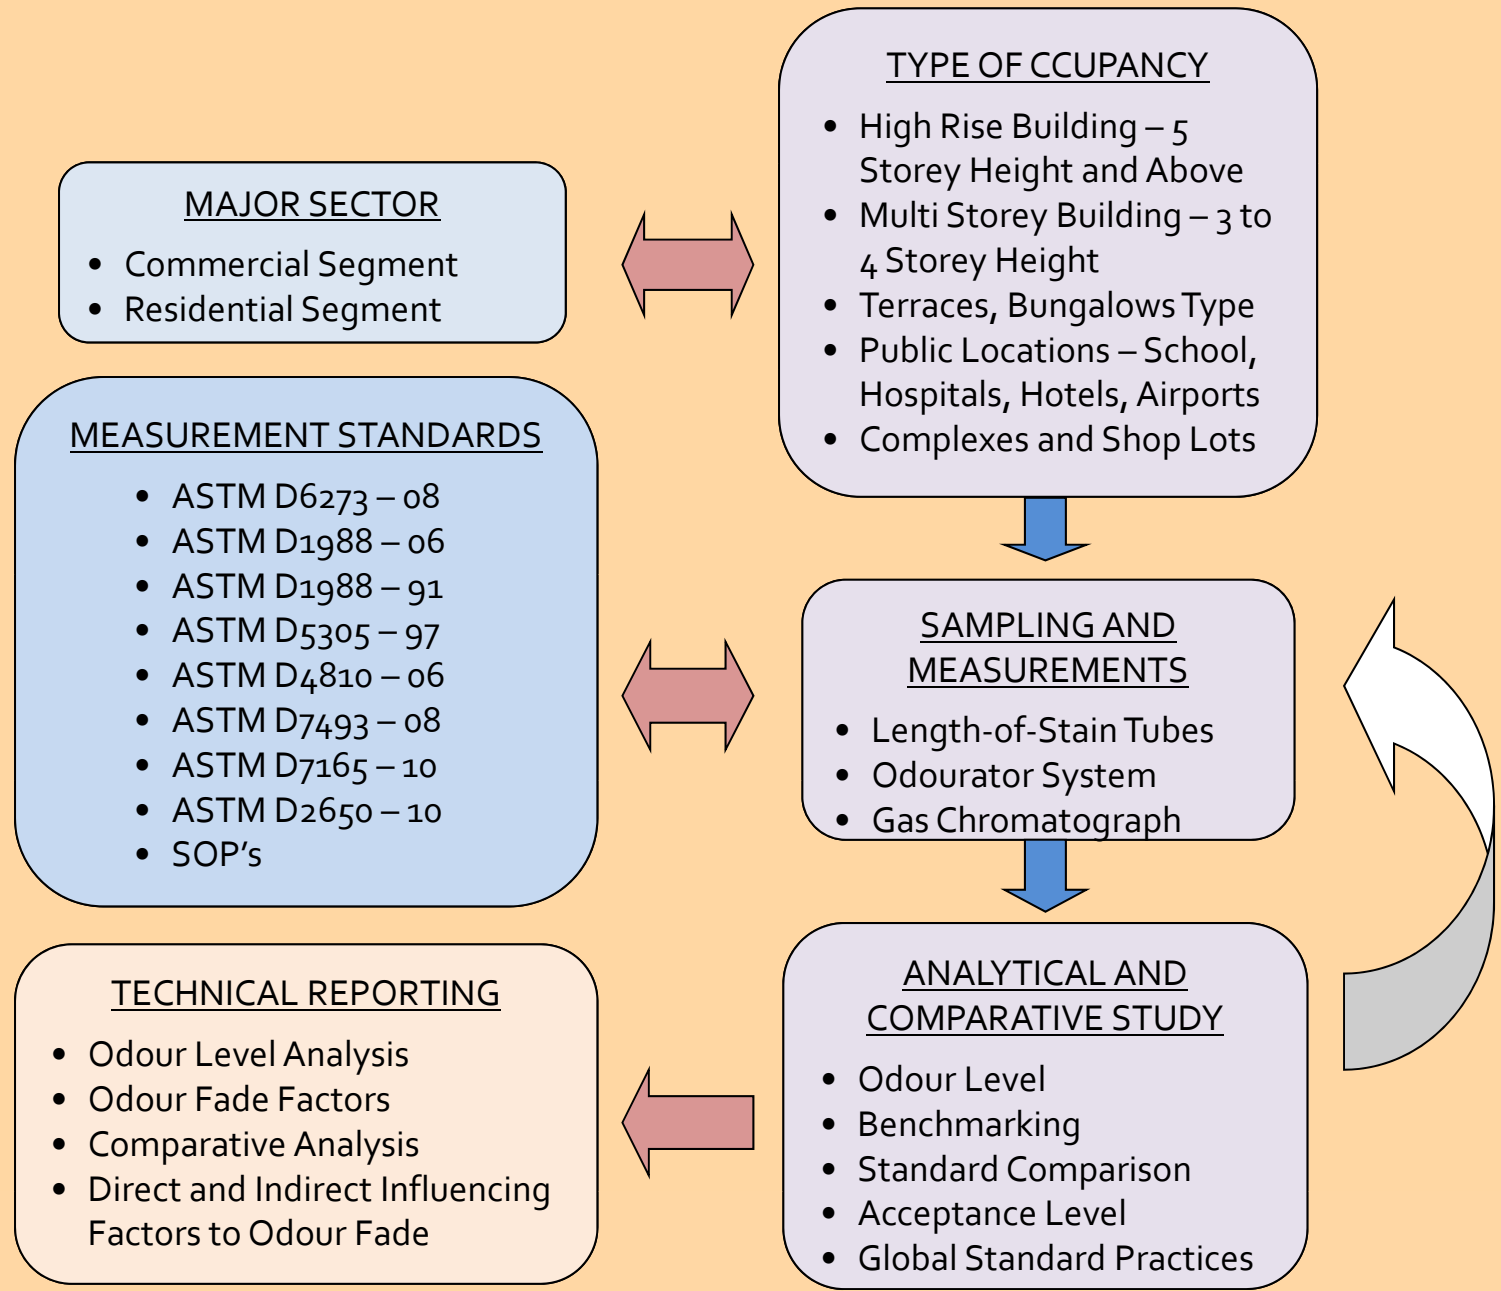 TYPE OF CCUPANCY
• High Rise Building – 5
Storey Height and Above
• Multi Storey Building – 3 to
4 Storey Height
• Terraces, Bungalows Type
• Public Locations – School,
Hospitals, Hotels, Airports
• Complexes and Shop Lots
MAJOR SECTOR
• Commercial Segment
• Residential Segment
MEASUREMENT STANDARDS
• ASTM D6273 – 08
• ASTM D1988 – 06
• ASTM D1988 – 91
• ASTM D5305 – 97
• ASTM D4810 – 06
• ASTM D7493 – 08
• ASTM D7165 – 10
• ASTM D2650 – 10
• SOP’s
SAMPLING AND
MEASUREMENTS
• Length-of-Stain Tubes
• Odourator System
• Gas Chromatograph
ANALYTICAL AND
COMPARATIVE STUDY
• Odour Level
• Benchmarking
• Standard Comparison
• Acceptance Level
• Global Standard Practices
TECHNICAL REPORTING
• Odour Level Analysis
• Odour Fade Factors
• Comparative Analysis
• Direct and Indirect Influencing
Factors to Odour Fade